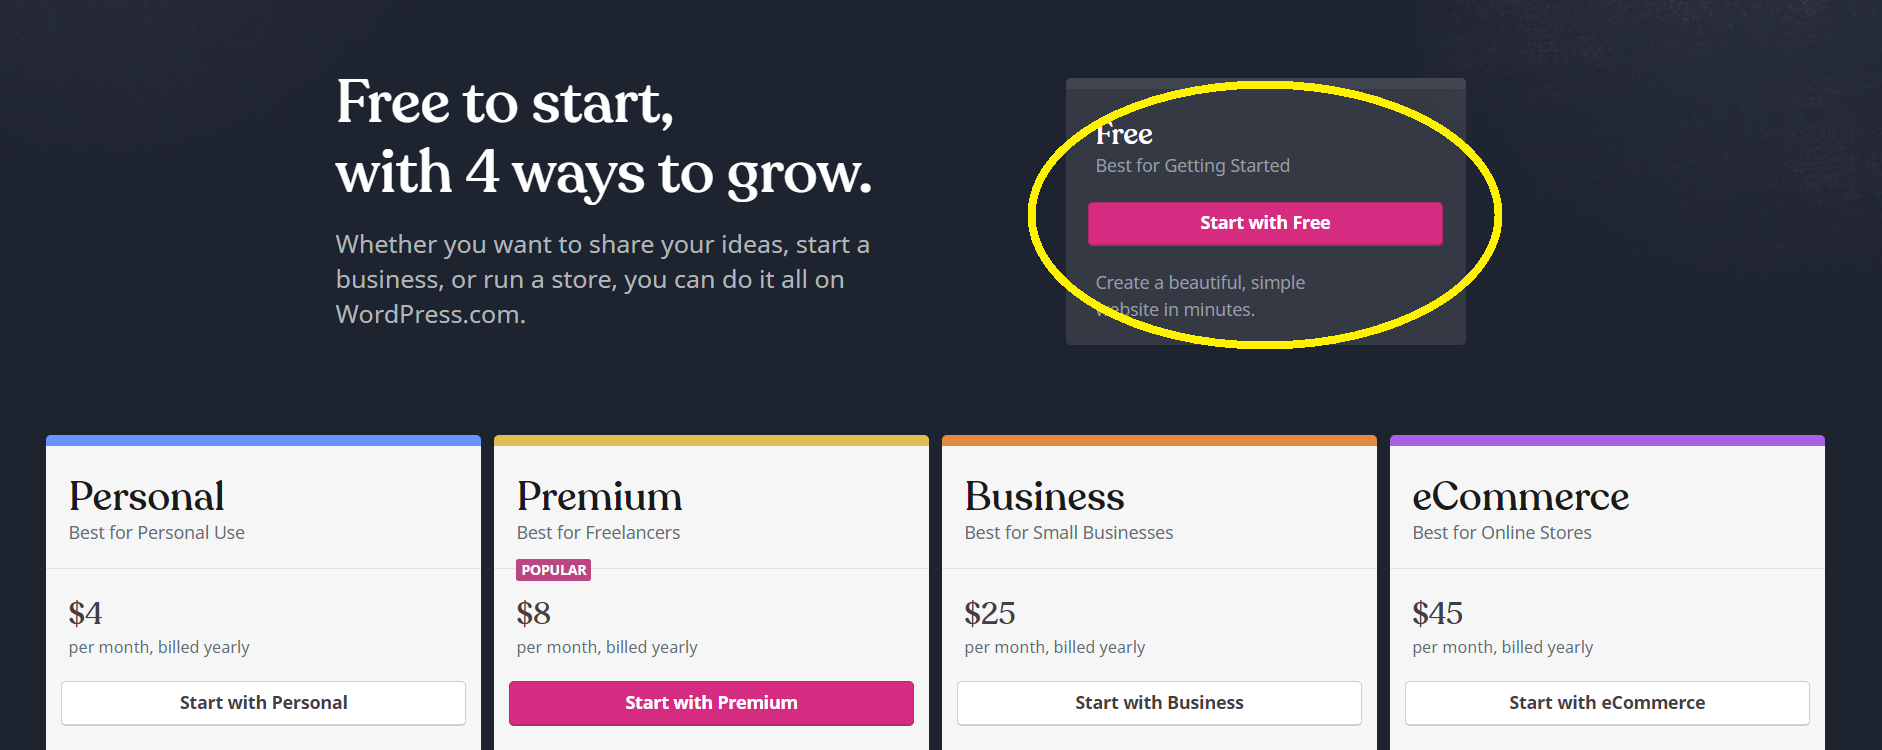 Free to start,
with 4 ways to grow.
Whether you want to share your ideas, start a
business, or run a store, you can do it all on
WordPress.com.
Free
Best for Getting Started
Start with Free
Create a beautiful, simple
website in minutes.
Personal
Best for Personal Use
$4
per month, billed yearly
Start with Personal
Premium
Best for Freelancers
POPULAR
$8
per month, billed yearly
Start with Premium
Business
Best for Small Businesses
$25
per month, billed yearly
Start with Business
eCommerce
Best for Online Stores
$45
per month, billed yearly
Start with eCommerce